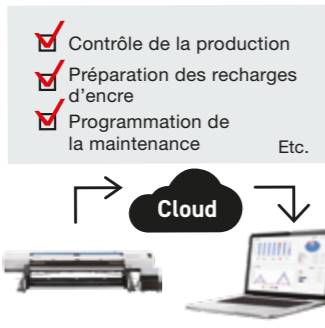 Contrôle de la production
Préparation des recharges
d'encre
Programmation de
la maintenance
Etc.
Cloud